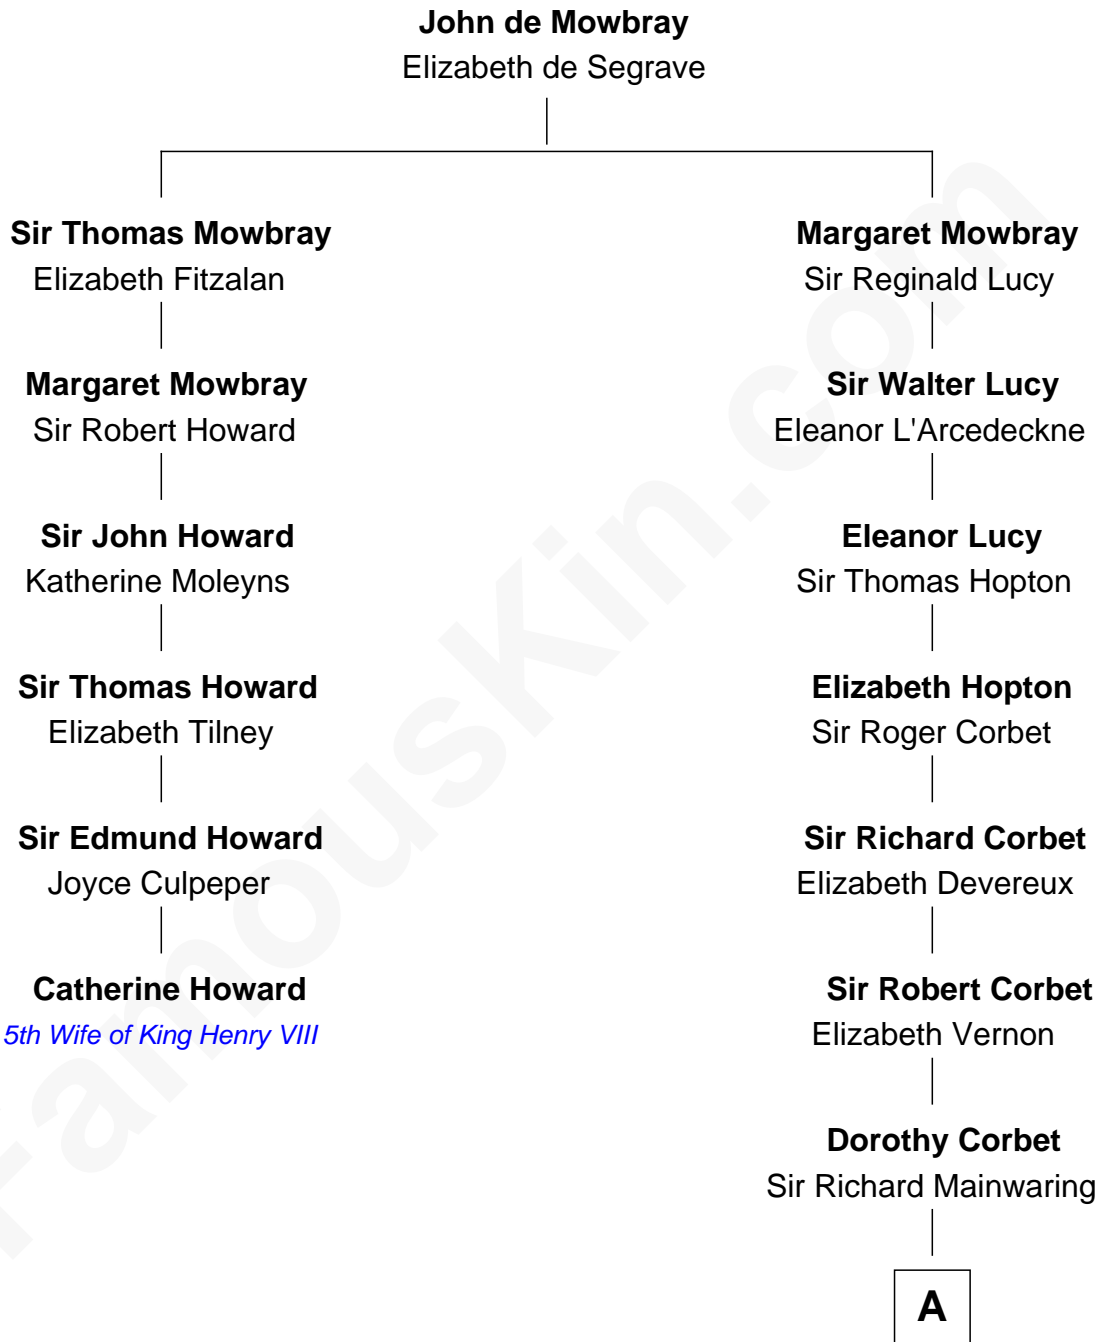 John de Mowbray
Elizabeth de Segrave
Sir Thomas Mowbray
Elizabeth Fitzalan
Margaret Mowbray
Sir Robert Howard
Sir John Howard
Katherine Moleyns
Sir Thomas Howard
Elizabeth Tilney
Sir Edmund Howard
Joyce Culpeper
Catherine Howard
5th Wife of King Henry VIII
Margaret Mowbray
Sir Reginald Lucy
Sir Walter Lucy
Eleanor L'Arcedeckne
Eleanor Lucy
Sir Thomas Hopton
Elizabeth Hopton
Sir Roger Corbet
Sir Richard Corbet
Elizabeth Devereux
Sir Robert Corbet
Elizabeth Vernon
Dorothy Corbet
Sir Richard Mainwaring
A
FamousKin.com